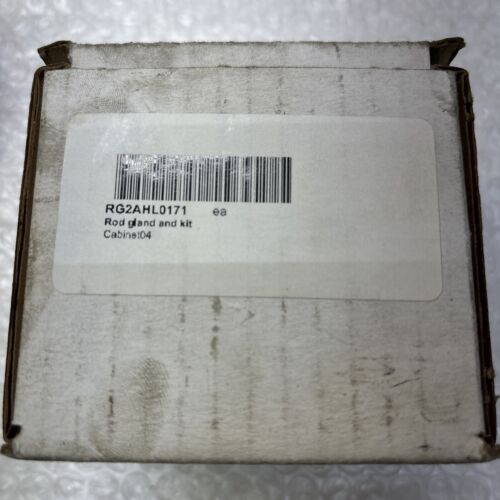 RG2AHL0171 ea
Rod gland and kit
Cabinet04